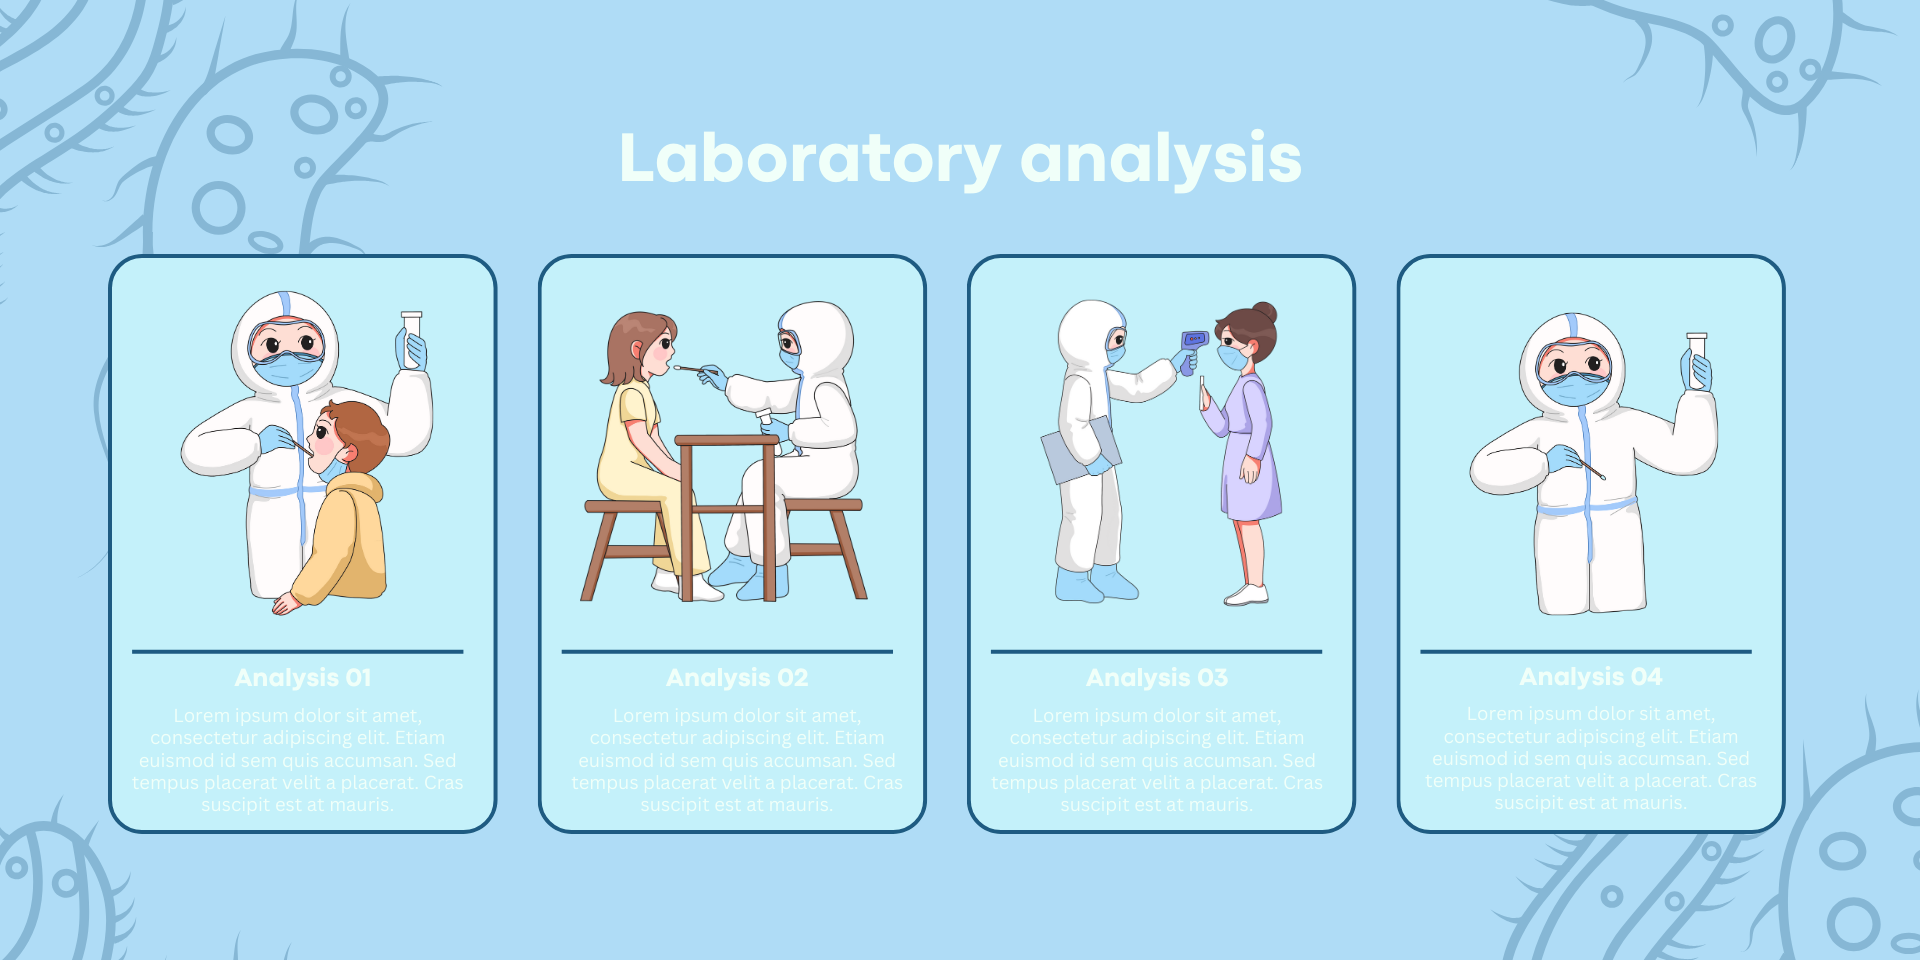 Laboratory analysis
Analysis 01
Lorem ipsum dolor sit amet,
consectetur adipiscing elit. Etiam
euismod id sem quis accumsan. Sed
tempus placerat velit a placerat. Cras
suscipit est at mauris.
Analysis 02
Lorem ipsum dolor sit amet,
consectetur adipiscing elit. Etiam
euismod id sem quis accumsan. Sed
tempus placerat velit a placerat. Cras
suscipit est at mauris.
Analysis 03
Lorem ipsum dolor sit amet,
consectetur adipiscing elit. Etiam
euismod id sem quis accumsan. Sed
tempus placerat velit a placerat. Cras
suscipit est at mauris.
Analysis 04
Lorem ipsum dolor sit amet,
consectetur adipiscing elit. Etiam
euismod id sem quis accumsan. Sed
tempus placerat velit a placerat. Cras
suscipit est at mauris.